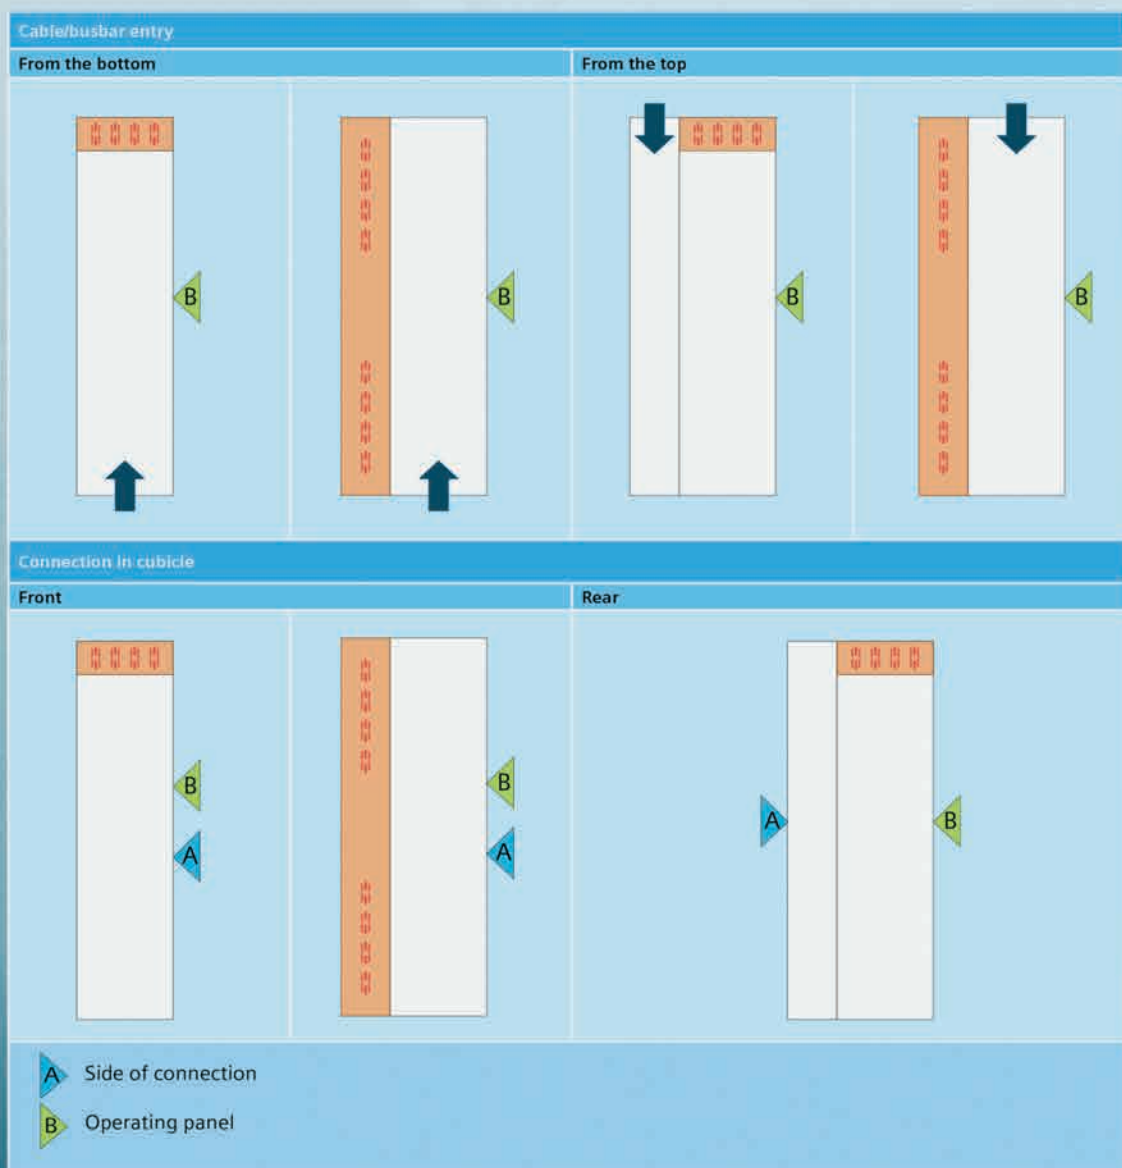 Cable/busbar entry
From the bottom
From the top
B
B
B
B
Connection in cubicle
Front
Rear
B
A
B
A
A
B
A Side of connection
B Operating panel